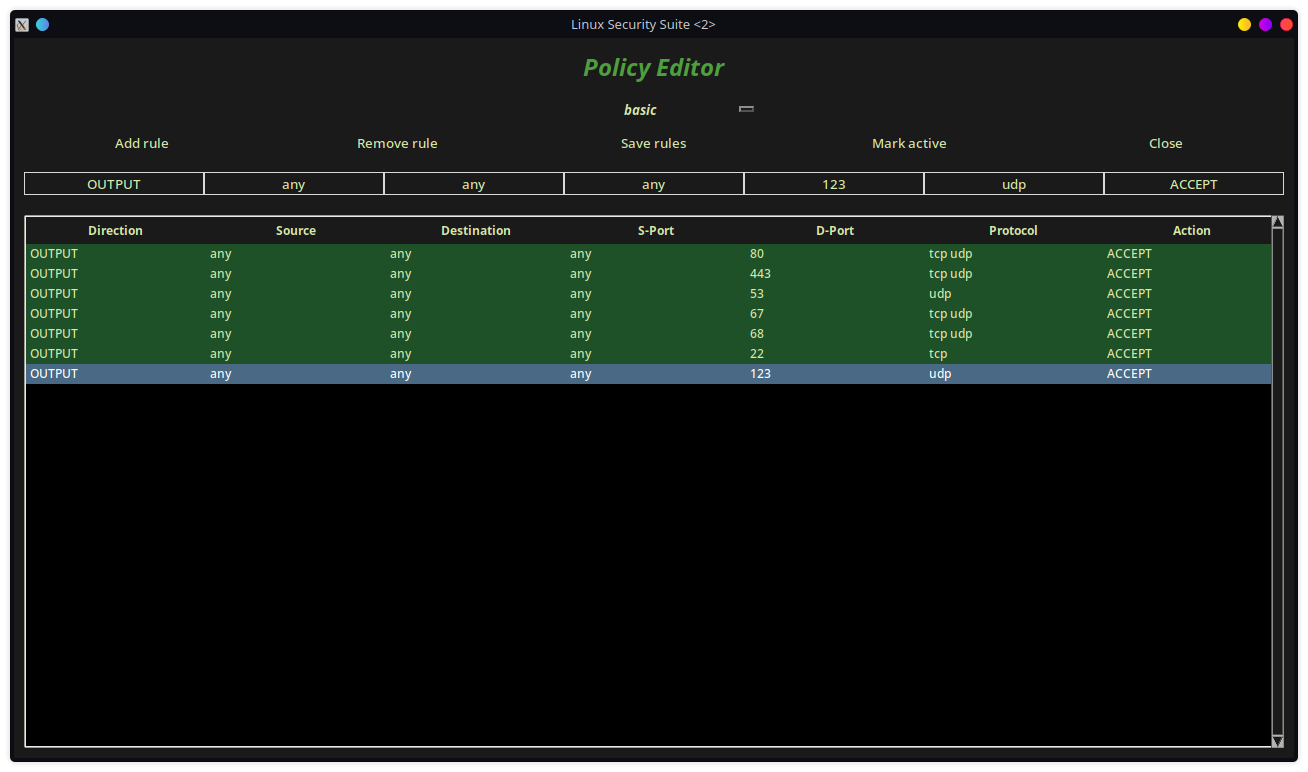 Linux Security Suite <2>
Policy Editor
basic
Add rule Remove rule Save rules Mark active Close
OUTPUT any any any 123 udp ACCEPT
Direction Source Destination S-Port D-Port Protocol Action
OUTPUT any any any 80 tcp udp ACCEPT
OUTPUT any any any 443 tcp udp ACCEPT
OUTPUT any any any 53 udp ACCEPT
OUTPUT any any any 67 tcp udp ACCEPT
OUTPUT any any any 68 tcp udp ACCEPT
OUTPUT any any any 22 tcp ACCEPT
OUTPUT any any any 123 udp ACCEPT